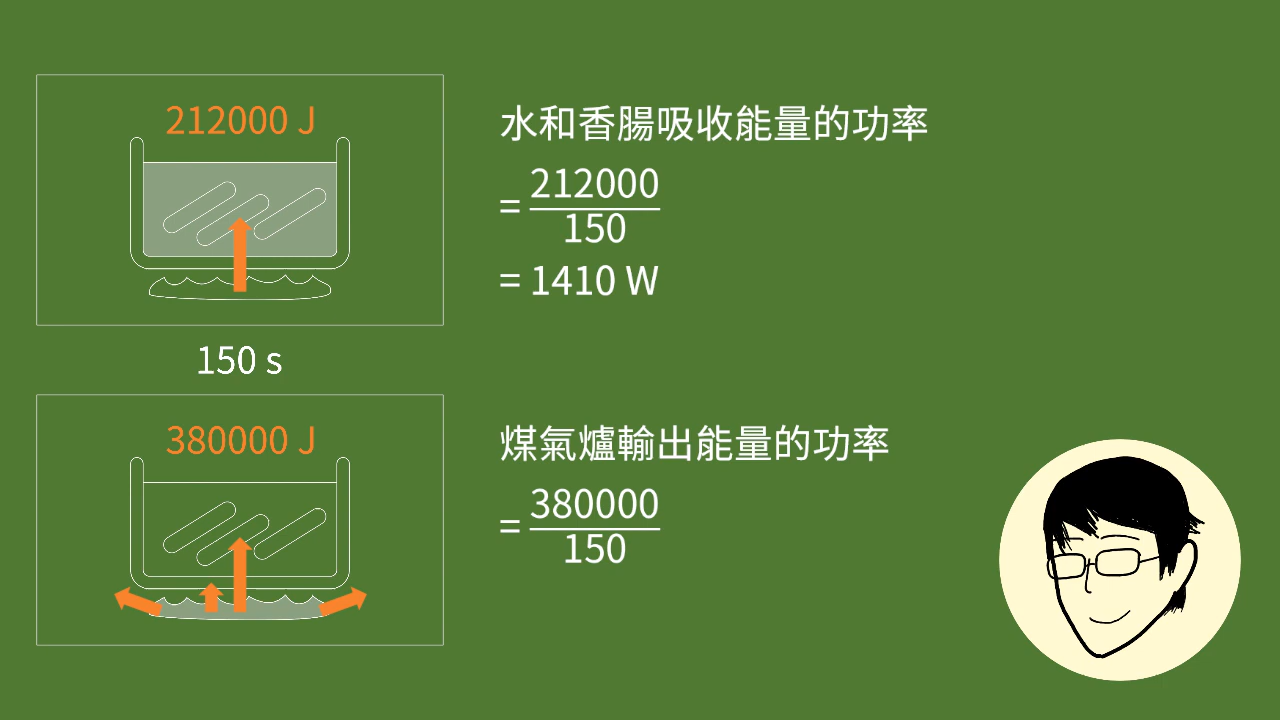 212000 J
150 s
380000 J
水和香腸吸收能量的功率
= 212000
150
= 1410 W
煤氣爐輸出能量的功率
= 380000
150